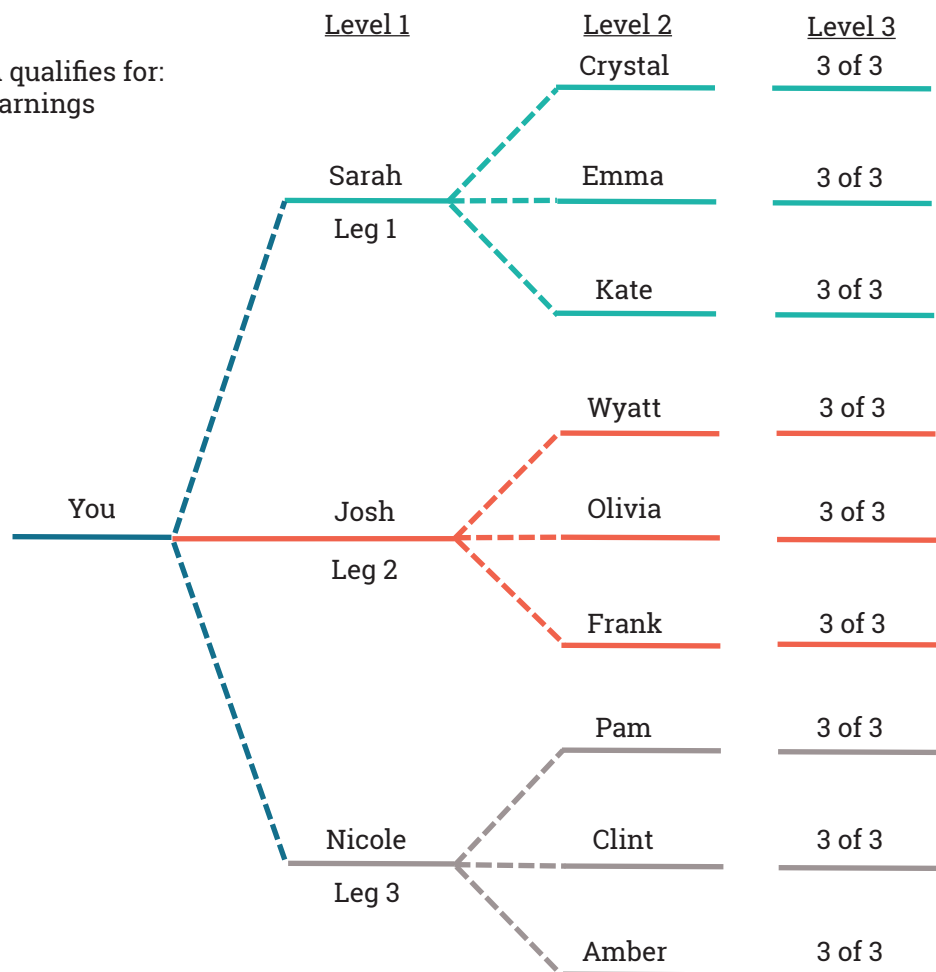 Level 1 Level 2 Level 3
qualifies for:
Crystal 3 of 3
Sarah Emma 3 of 3
Leg 1
Kate 3 of 3
Wyatt 3 of 3
You Josh Olivia 3 of 3
Leg 2
Frank 3 of 3
Pam 3 of 3
Nicole Clint 3 of 3
Leg 3
Amber 3 of 3